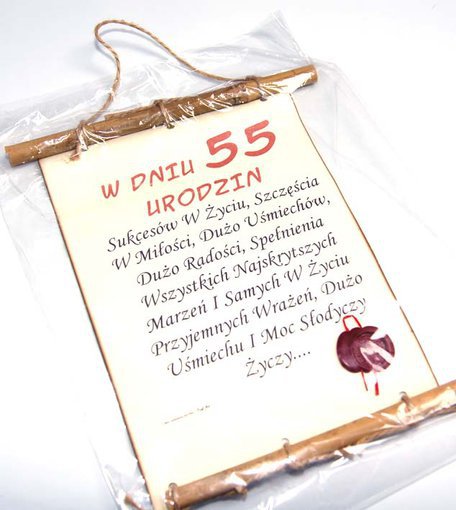 W DNIU 55
URODZIN
Sukcesów W Życiu, Szczęścia
W Miłości, Dużo Uśmiechów,
Dużo Radości, Spełnienia
Wszystkich Najskrytszych
Marzeń I Samych W Życiu
Przyjemnych Wrażeń, Dużo
Uśmiechu I Moc Słodyczy
Życzy....